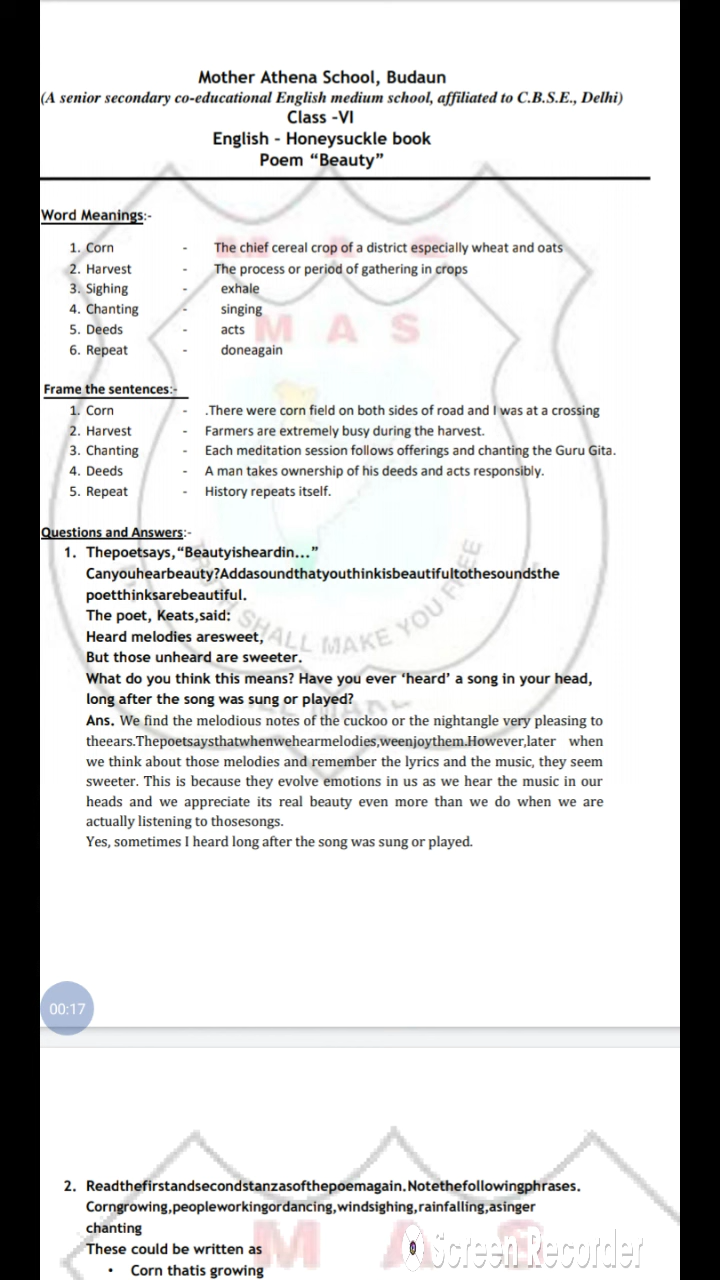 Mother Athena School, Budaun
(A senior secondary co-educational English medium school, affiliated to C.B.S.E., Delhi)
Class -VI
English - Honeysuckle book
Poem “Beauty”
Word Meanings:-
1. Corn - The chief cereal crop of a district especially wheat and oats
2. Harvest - The process or period of gathering in crops
3. Sighing - exhale
4. Chanting - singing
5. Deeds - acts
6. Repeat - doneagain
M A S
M A S
Frame the sentences:-
1. Corn - .There were corn field on both sides of road and I was at a crossing
2. Harvest - Farmers are extremely busy during the harvest.
3. Chanting - Each meditation session follows offerings and chanting the Guru Gita.
4. Deeds - A man takes ownership of his deeds and acts responsibly.
5. Repeat - History repeats itself.
Questions and Answers:-
1. Thepoetsays,“Beautyisheardin...”
Canyouhearbeauty?Addasoundthatyouthinkisbeautifultothesoundsthe
poetthinksarebeautiful.
The poet, Keats,said:
Heard melodies aresweet,
But those unheard are sweeter.
What do you think this means? Have you ever ‘heard’ a song in your head,
long after the song was sung or played?
TRUTH SHALL MAKE YOU FREE
Ans. We find the melodious notes of the cuckoo or the nightangle very pleasing to
theears.Thepoetsaysthatwhenwehearmelodies,weenjoythem.However,later when
we think about those melodies and remember the lyrics and the music, they seem
sweeter. This is because they evolve emotions in us as we hear the music in our
heads and we appreciate its real beauty even more than we do when we are
actually listening to thosesongs.
Yes, sometimes I heard long after the song was sung or played.
00:17
2. Readthefirstandsecondstanzasofthepoemagain.Notethefollowingphrases.
Corngrowing,peopleworkingordancing,windsighing,rainfalling,asinger
chanting
These could be written as
• Corn thatis growing
M A S
Screen Recorder